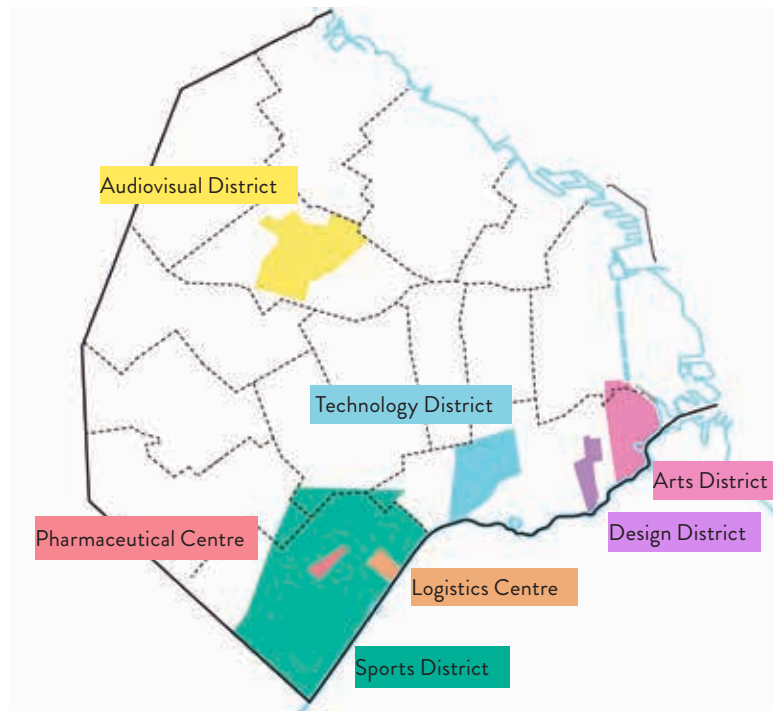 Audiovisual District
Technology District
Arts District
Pharmaceutical Centre
Design District
Logistics Centre
Sports District